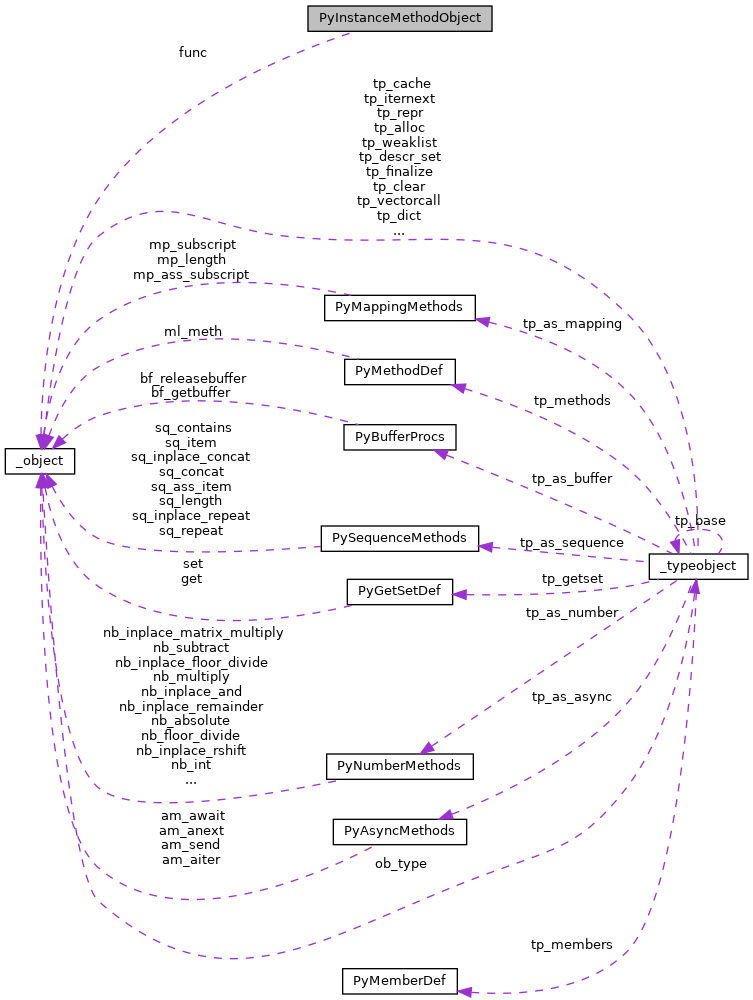 PyInstanceMethodObject
func
tp_cache
tp_iternext
tp_repr
tp_alloc
tp_weaklist
tp_descr_set
tp_finalize
tp_clear
tp_vectorcall
tp_dict
...
mp_subscript
mp_length
mp_ass_subscript
PyMappingMethods
tp_as_mapping
ml_meth
PyMethodDef
tp_methods
bf_releasebuffer
bf_getbuffer
PyBufferProcs
_object
tp_as_buffer
sq_contains
sq_item
sq_inplace_concat
sq_concat
sq_ass_item
sq_length
sq_inplace_repeat
sq_repeat
PySequenceMethods
tp_as_sequence
tp_base
_typeobject
set
get
PyGetSetDef
tp_getset
tp_as_number
nb_inplace_matrix_multiply
nb_subtract
nb_inplace_floor_divide
nb_multiply
nb_inplace_and
nb_inplace_remainder
nb_absolute
nb_floor_divide
nb_inplace_rshift
nb_int
...
PyNumberMethods
tp_as_async
am_await
am_anext
am_send
am_aiter
PyAsyncMethods
ob_type
tp_members
PyMemberDef